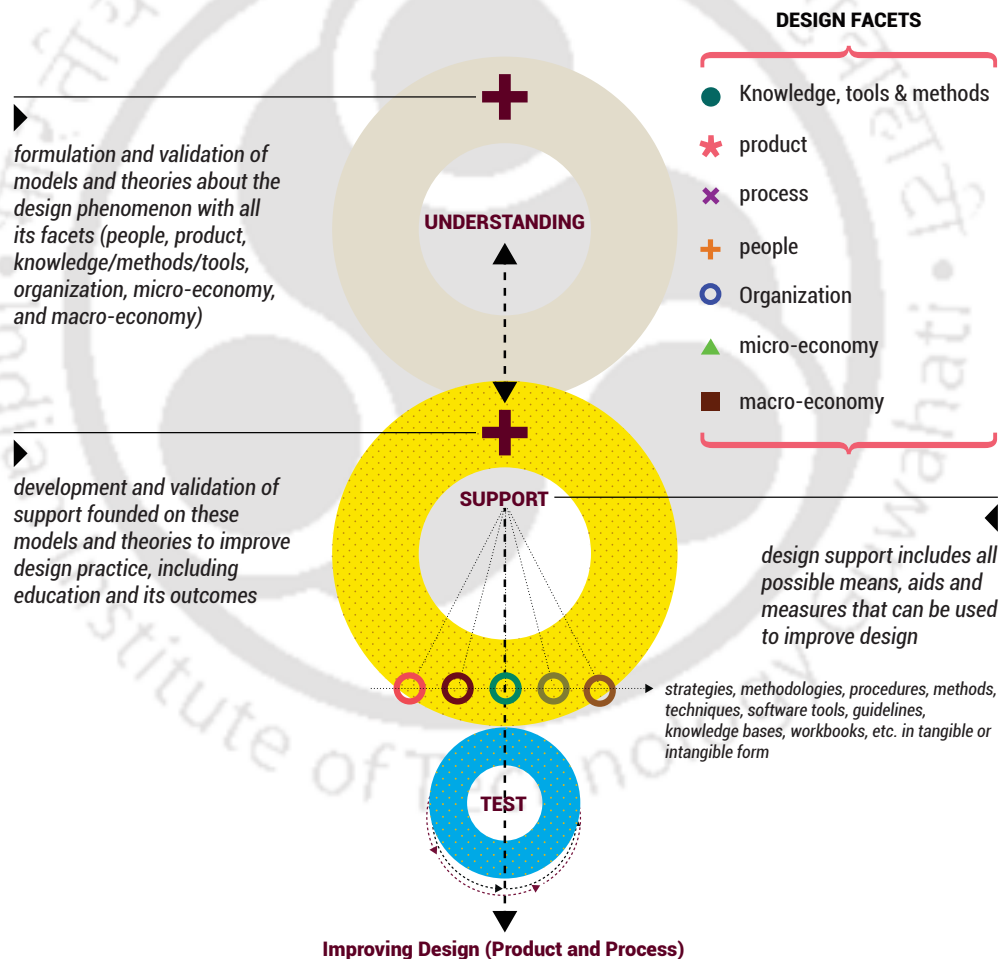 DESIGN FACETS
Knowledge, tools & methods
product
process
people
Organization
micro-economy
macro-economy
formulation and validation of
models and theories about the
design phenomenon with all
its facets (people, product,
knowledge/methods/tools,
organization, micro-economy,
and macro-economy)
UNDERSTANDING
development and validation of
support founded on these
models and theories to improve
design practice, including
education and its outcomes
SUPPORT
design support includes all
possible means, aids and
measures that can be used
to improve design
strategies, methodologies, procedures, methods,
techniques, software tools, guidelines,
knowledge bases, workbooks, etc. in tangible or
intangible form
TEST
Improving Design (Product and Process)
Institute of Technology